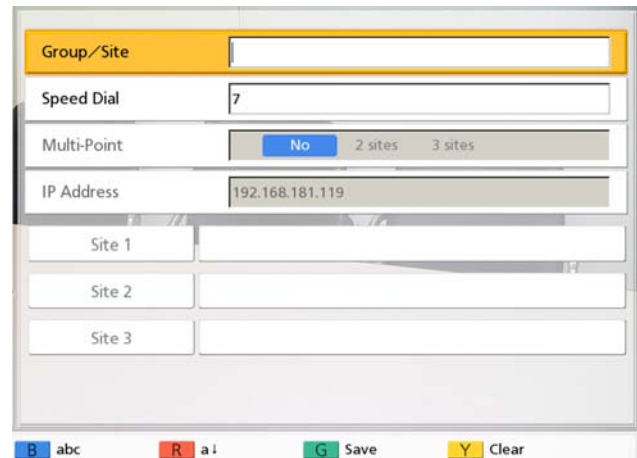 Group/Site
Speed Dial 7
Multi-Point No 2 sites 3 sites
IP Address 192.168.181.119
Site 1
Site 2
Site 3
B abc R a↓ G Save Y Clear